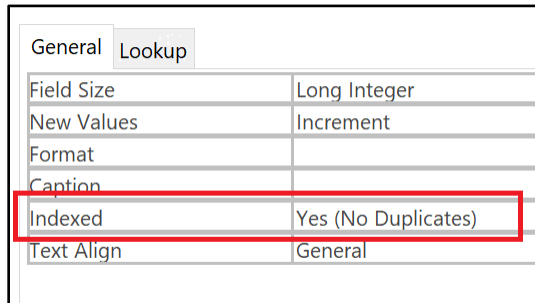 General Lookup
Field Size Long Integer
New Values Increment
Format
Caption
Indexed Yes (No Duplicates)
Text Align General